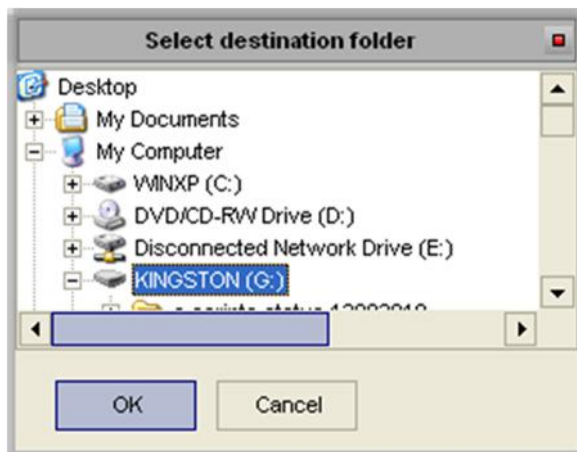 Select destination folder
Desktop
My Documents
My Computer
WINXP (C:)
DVD/CD-RW Drive (D:)
Disconnected Network Drive (E:)
KINGSTON (G:)
OK
Cancel